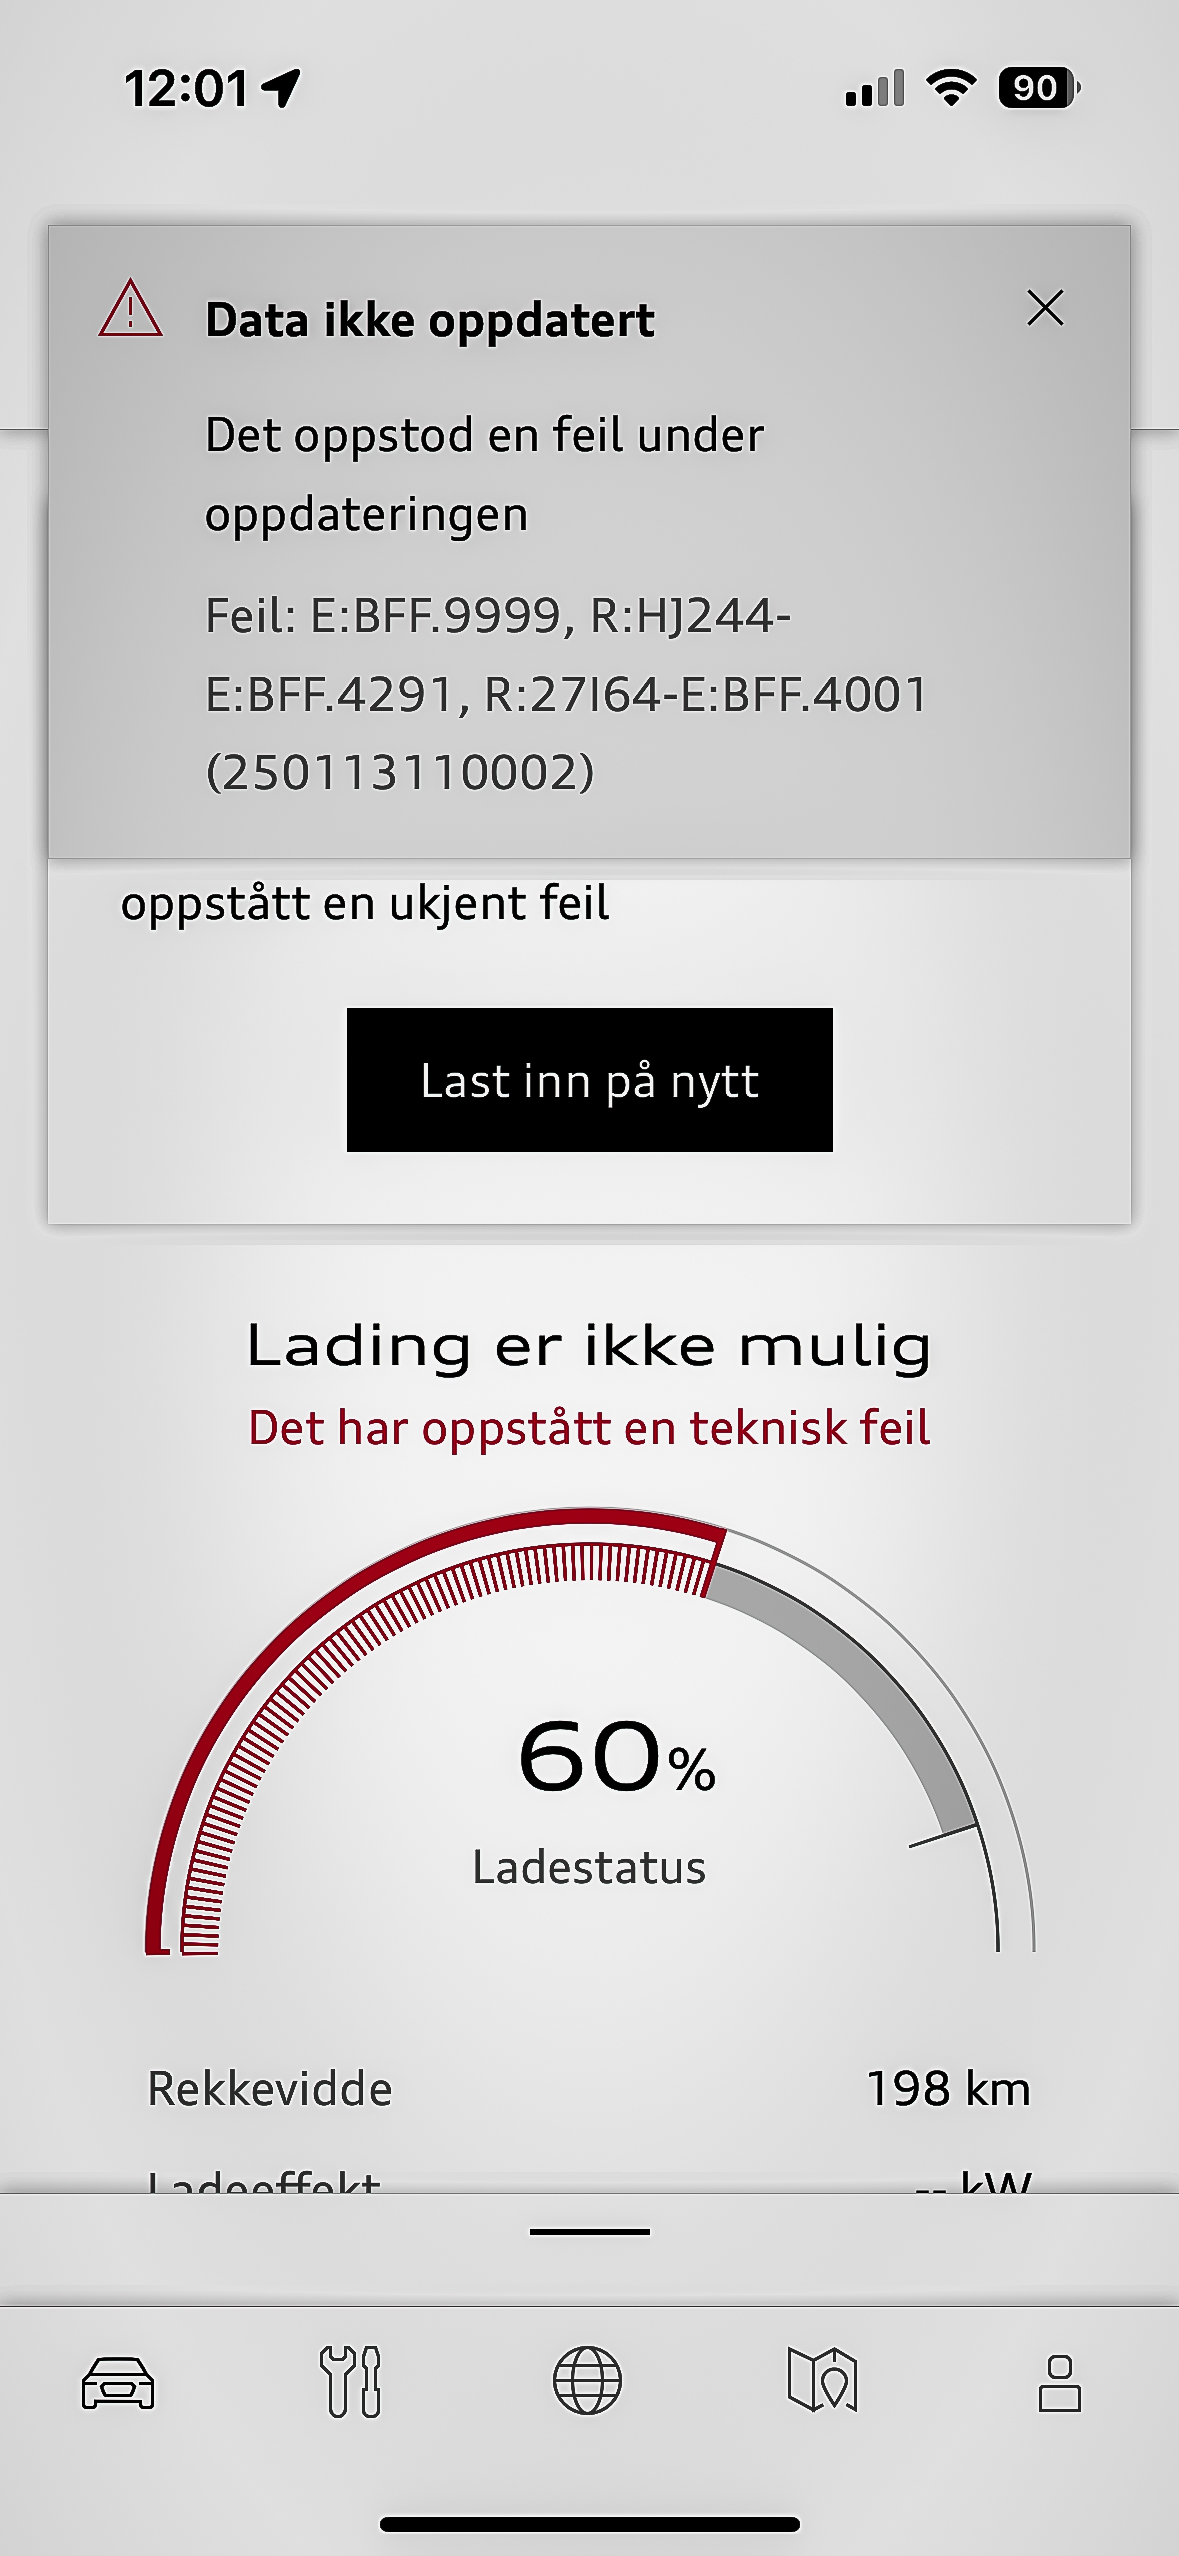 12:01
90
Data ikke oppdatert
Det oppstod en feil under
oppdateringen
Feil: E:BFF.9999, R:HJ244-
E:BFF.4291, R:27I64-E:BFF.4001
(250113110002)
oppstått en ukjent feil
Last inn på nytt
Lading er ikke mulig
Det har oppstått en teknisk feil
60%
Ladestatus
Rekkevidde 198 km
Ladeeffekt -- kW